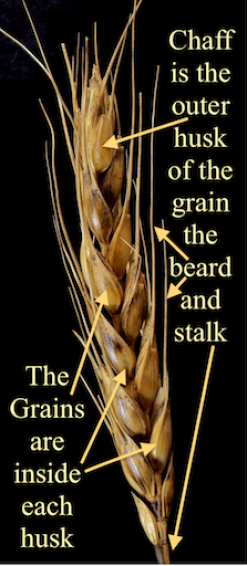 Chaff
is the
outer
husk
of the
grain
the
beard
and
stalk
The
Grains
are
inside
each
husk